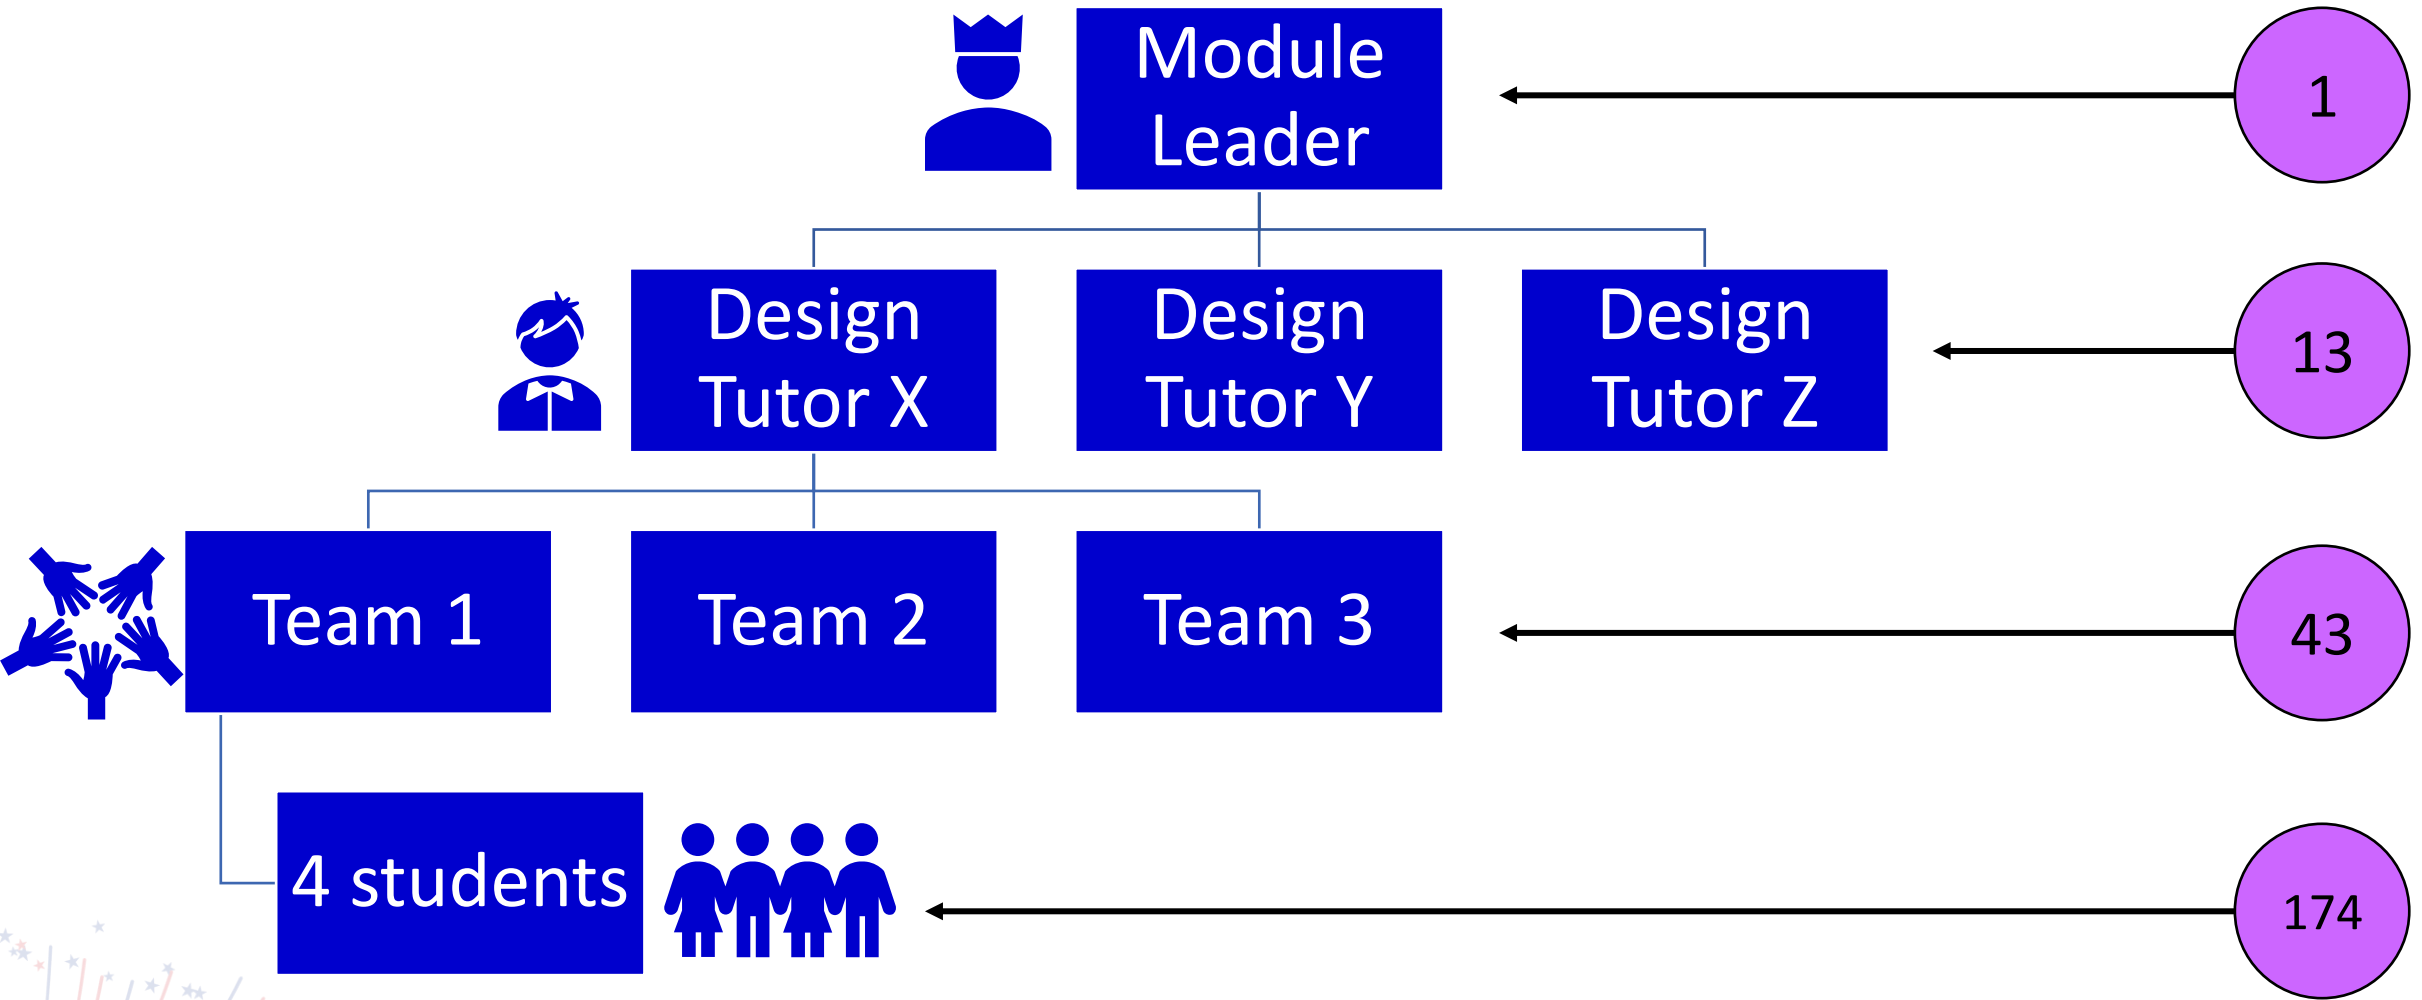 Module
Leader
1
Design
Tutor X
Design
Tutor Y
Design
Tutor Z
13
Team 1
Team 2
Team 3
43
4 students
174